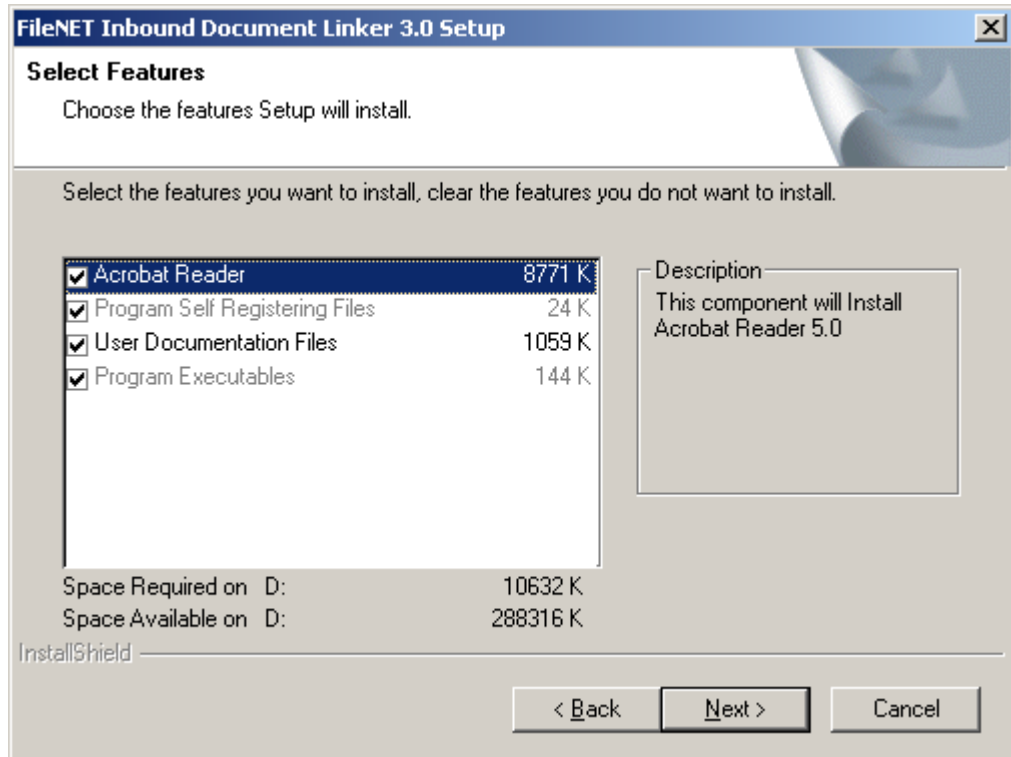 FileNET Inbound Document Linker 3.0 Setup
Select Features
Choose the features Setup will install.
Select the features you want to install, clear the features you do not want to install.
Acrobat Reader 8771 K
Program Self Registering Files 24 K
User Documentation Files 1059 K
Program Executables 144 K
Description
This component will Install
Acrobat Reader 5.0
Space Required on D: 10632 K
Space Available on D: 288316 K
InstallShield
< Back Next > Cancel